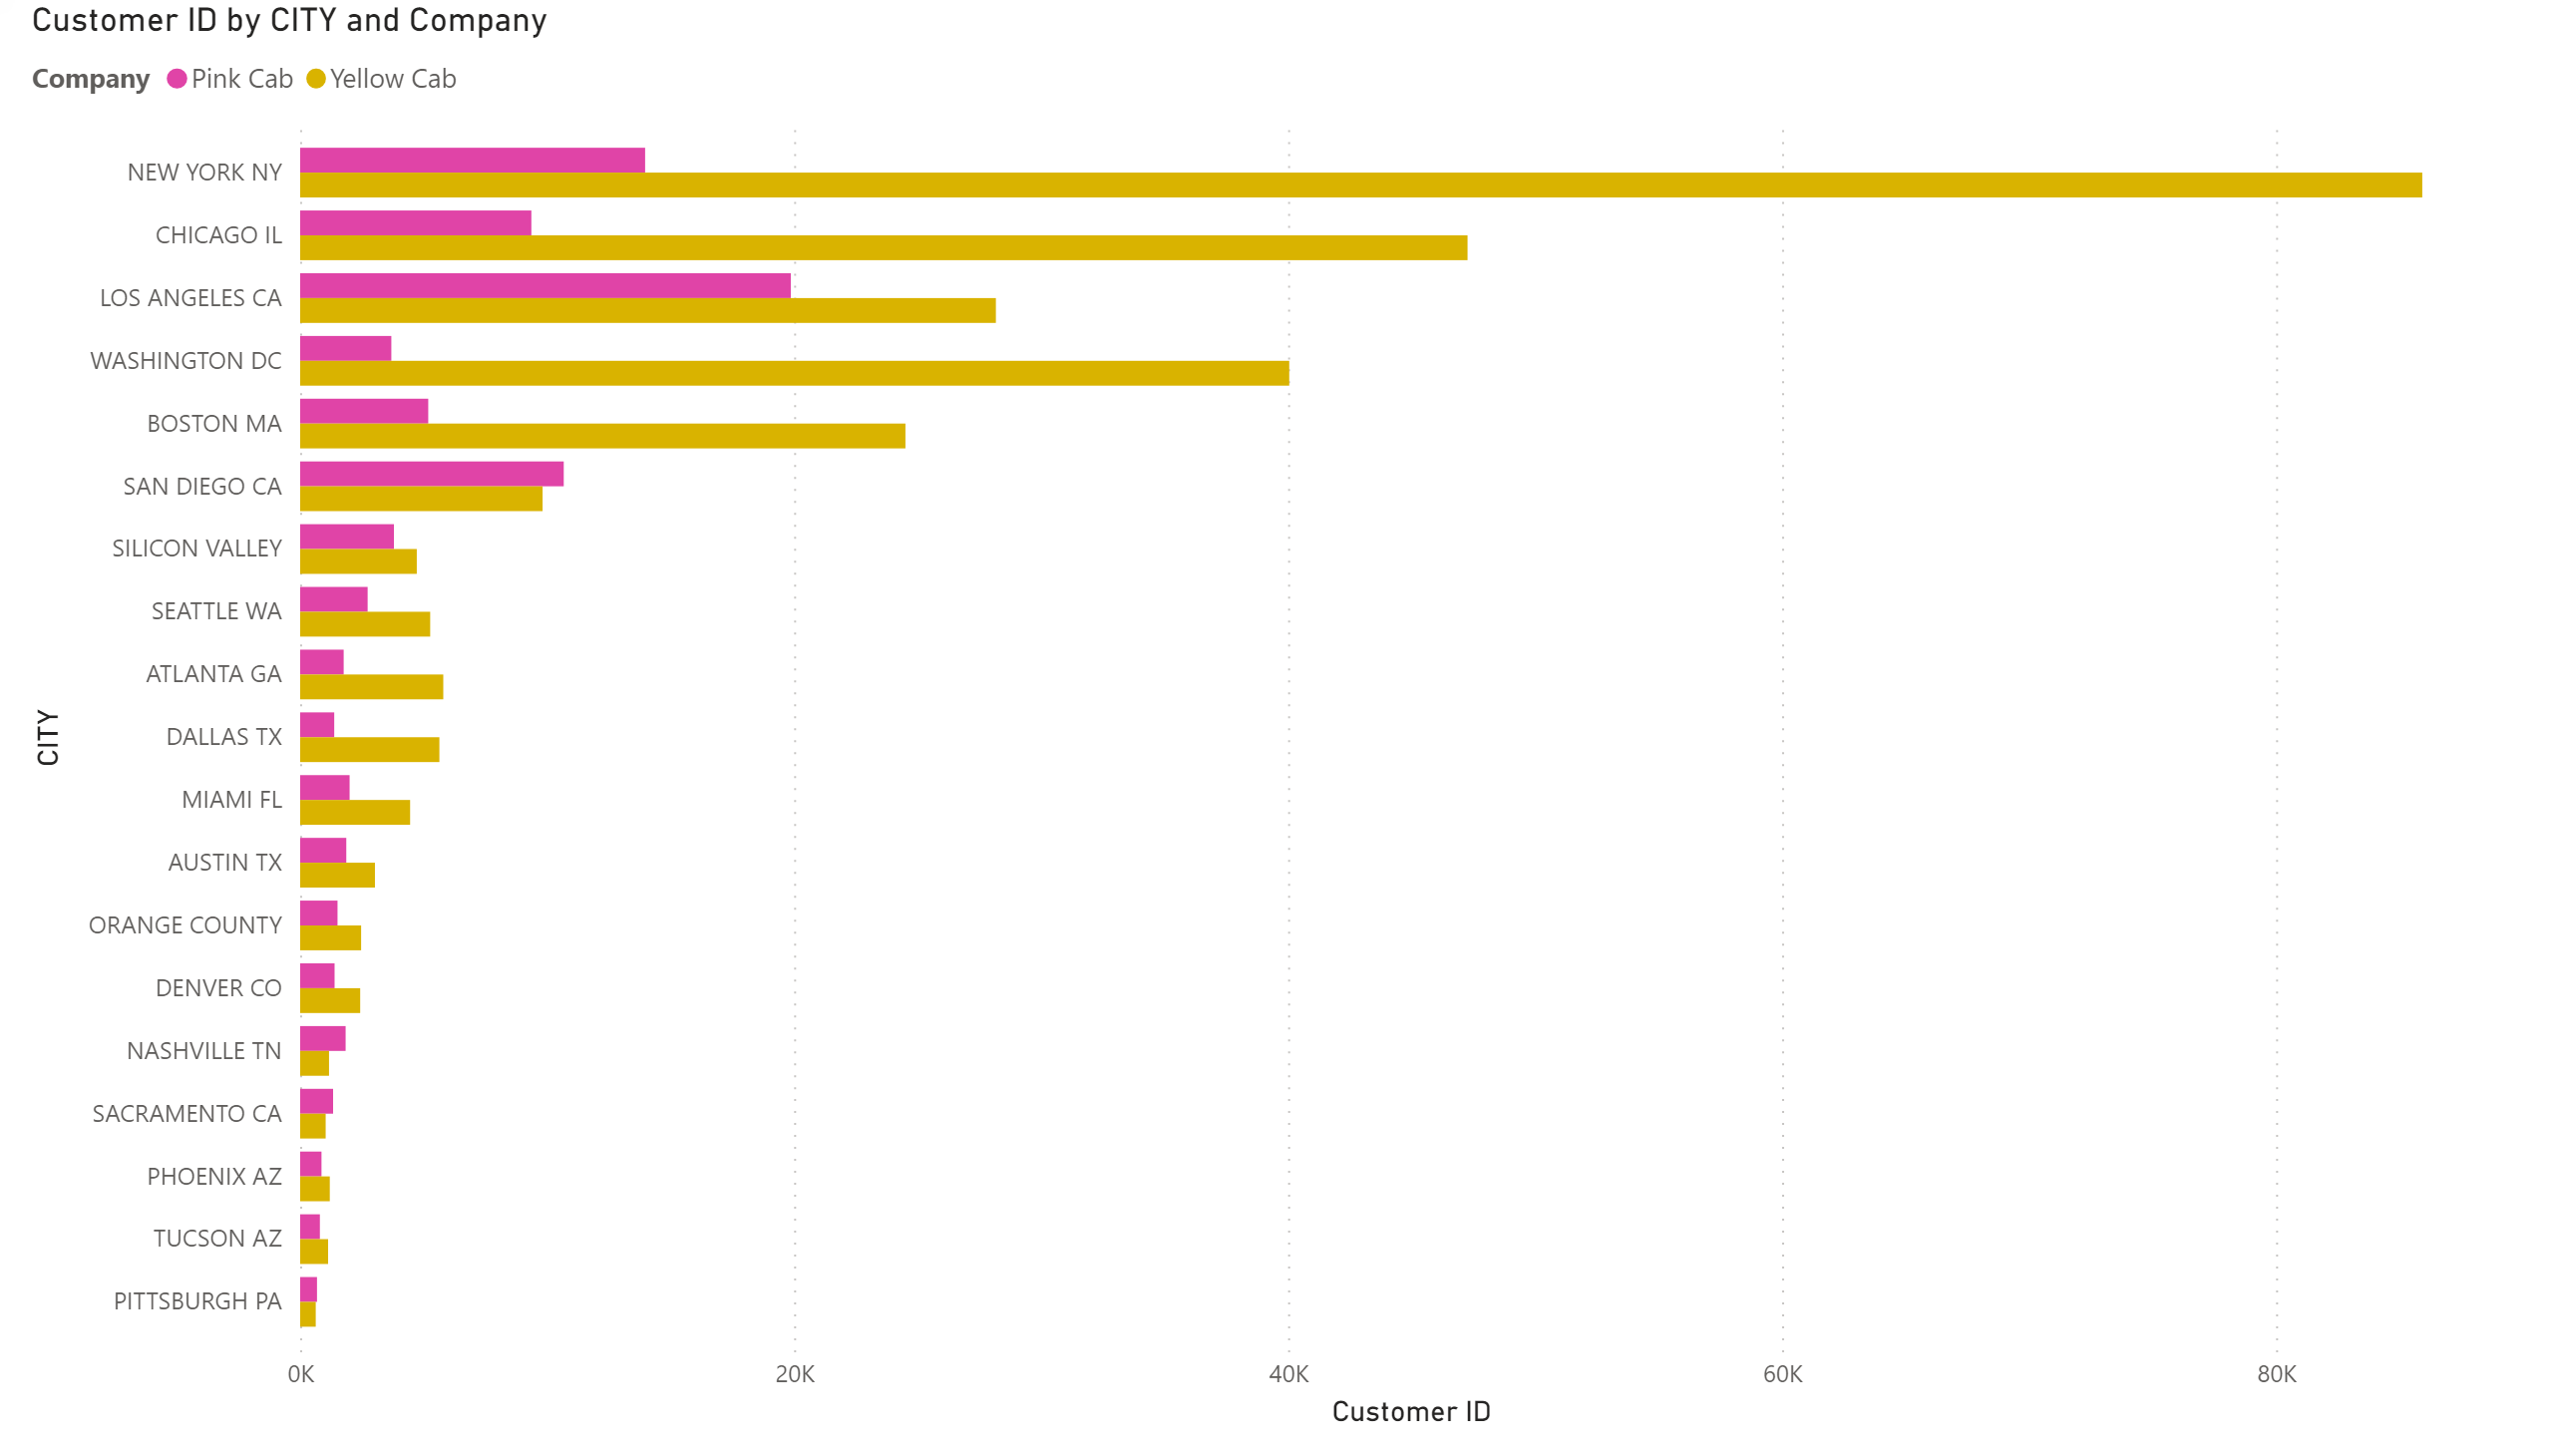 Customer ID by CITY and Company
Company Pink Cab Yellow Cab
NEW YORK NY
CHICAGO IL
LOS ANGELES CA
WASHINGTON DC
BOSTON MA
SAN DIEGO CA
SILICON VALLEY
SEATTLE WA
ATLANTA GA
DALLAS TX
MIAMI FL
AUSTIN TX
ORANGE COUNTY
DENVER CO
NASHVILLE TN
SACRAMENTO CA
PHOENIX AZ
TUCSON AZ
PITTSBURGH PA
CITY
0K 20K 40K 60K 80K
Customer ID